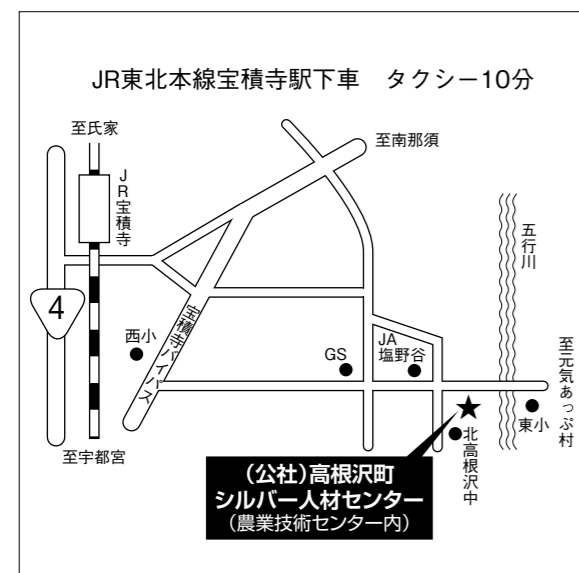 JR東北本線宝積寺駅下車　タクシー10分
至氏家
至南那須
JR宝積寺
五行川
4
宝積寺バイパス
西小
GS
JA
塩野谷
至元気あっぷ村
東小
北高根沢中
至宇都宮
(公社)高根沢町
シルバー人材センター
(農業技術センター内)